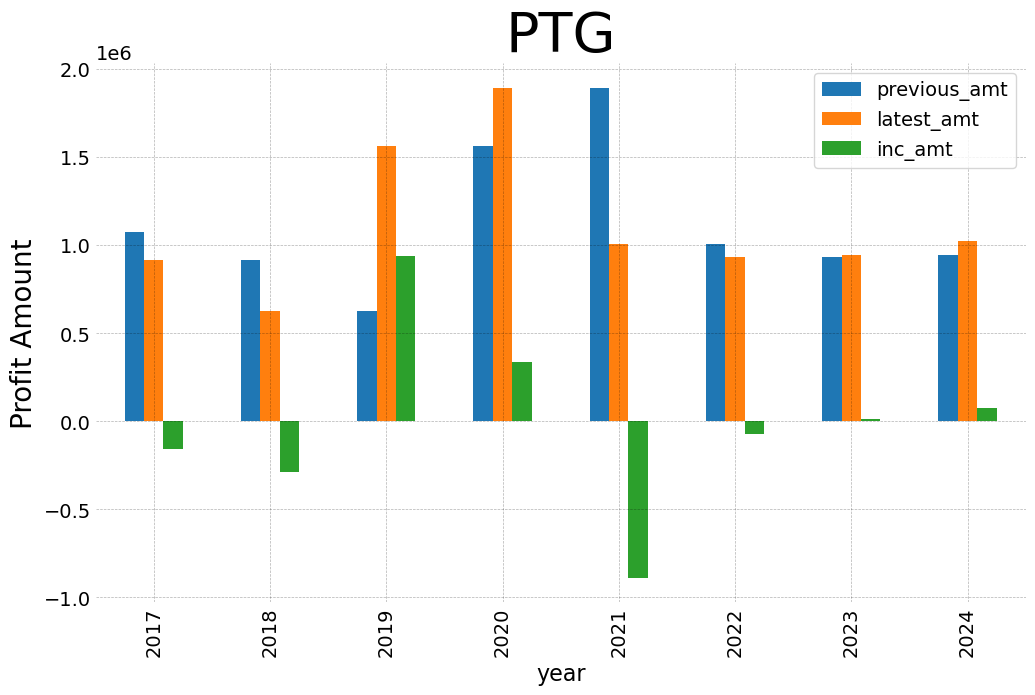 PTG
1e6
2.0
1.5
1.0
0.5
0.0
−0.5
−1.0
Profit Amount
previous_amt
latest_amt
inc_amt
2017
2018
2019
2020
2021
2022
2023
2024
year